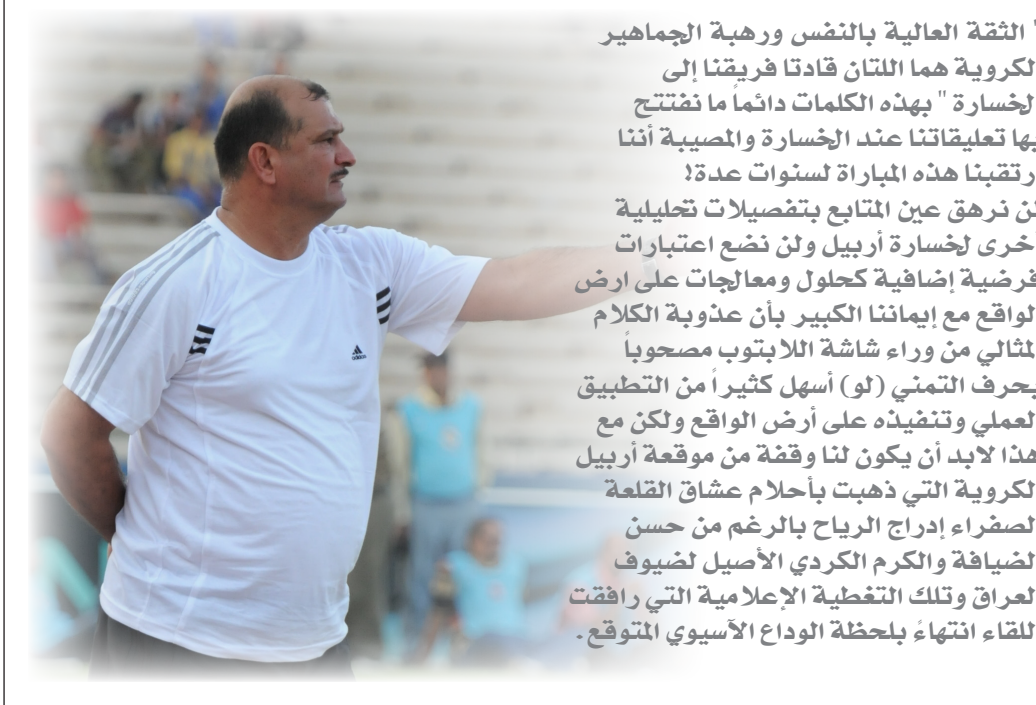 " الثقة العالية بالنفس ورهبة الجماهير
لكروية هما اللتان قادتا فريقنا إلى
لخسارة " بهذه الكلمات دائماً ما نفتتح
بها تعليقاتنا عند الخسارة والمصيبة أننا
رتقبنا هذه المباراة لسنوات عدة!
لن نرهق عين المتابع بتفصيلات تحليلية
خرى لخسارة أربيل ولن نضع اعتبارات
فرضية إضافية كحلول ومعالجات على ارض
لواقع مع إيماننا الكبير بأن عذوبة الكلام
لمثالي من وراء شاشة اللابتوب مصحوباً
بحرف التمني (لو) أسهل كثيراً من التطبيق
لعملي وتنفيذه على أرض الواقع ولكن مع
هذا لابد أن يكون لنا وقفة من موقعة أربيل
لكروية التي ذهبت بأحلام عشاق القلعة
لصفراء إدراج الرياح بالرغم من حسن
لضيافة والكرم الكردي الأصيل لضيوف
لعراق وتلك التغطية الإعلامية التي رافقت
للقاء انتهاءً بلحظة الوداع الآسيوي المتوقع.
adidas